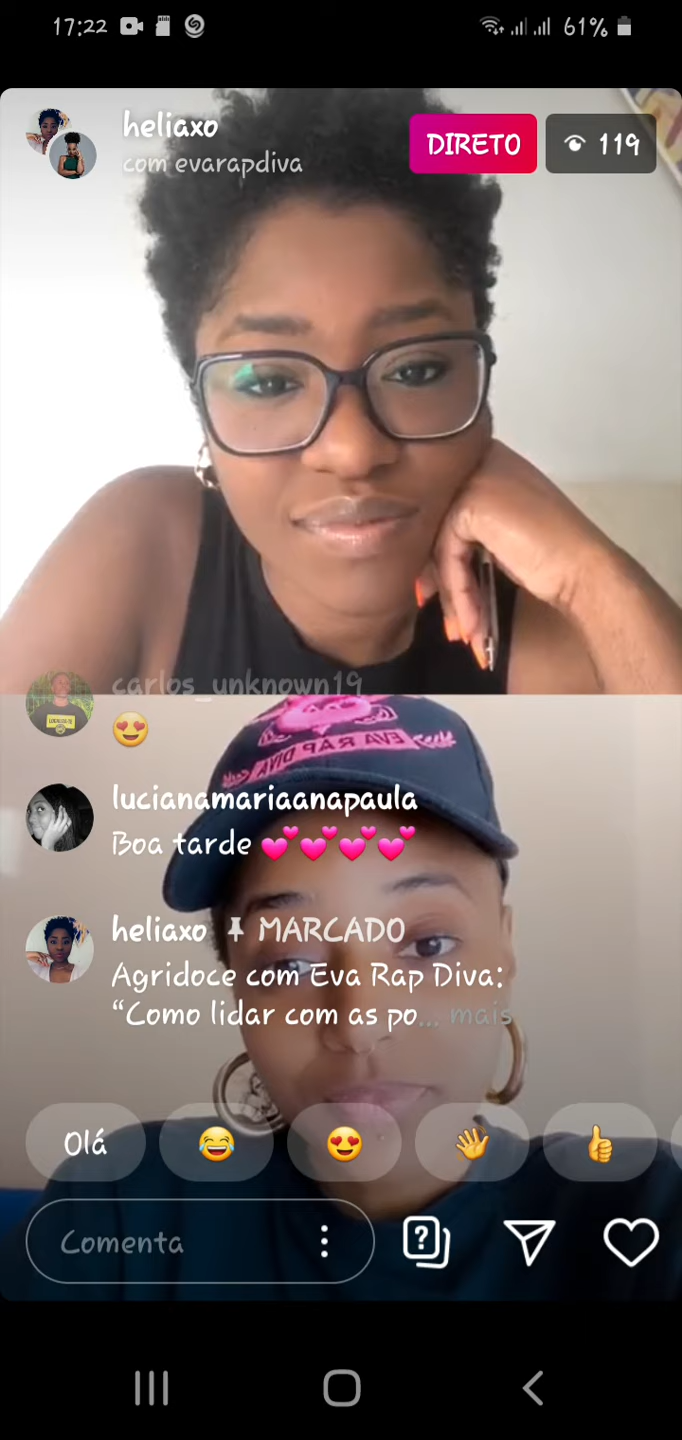 17:22
61%
heliaxo
com evarapdiva
DIRETO
119
carlos_unknown19
😍
EVA RAP DIVA
lucianamariaanapaula
Boa tarde 💕💕💕💕
heliaxo MARCADO
Agridoce com Eva Rap Diva:
“Como lidar com as po... mais
Olá 😂 😍 👋 👍
Comenta